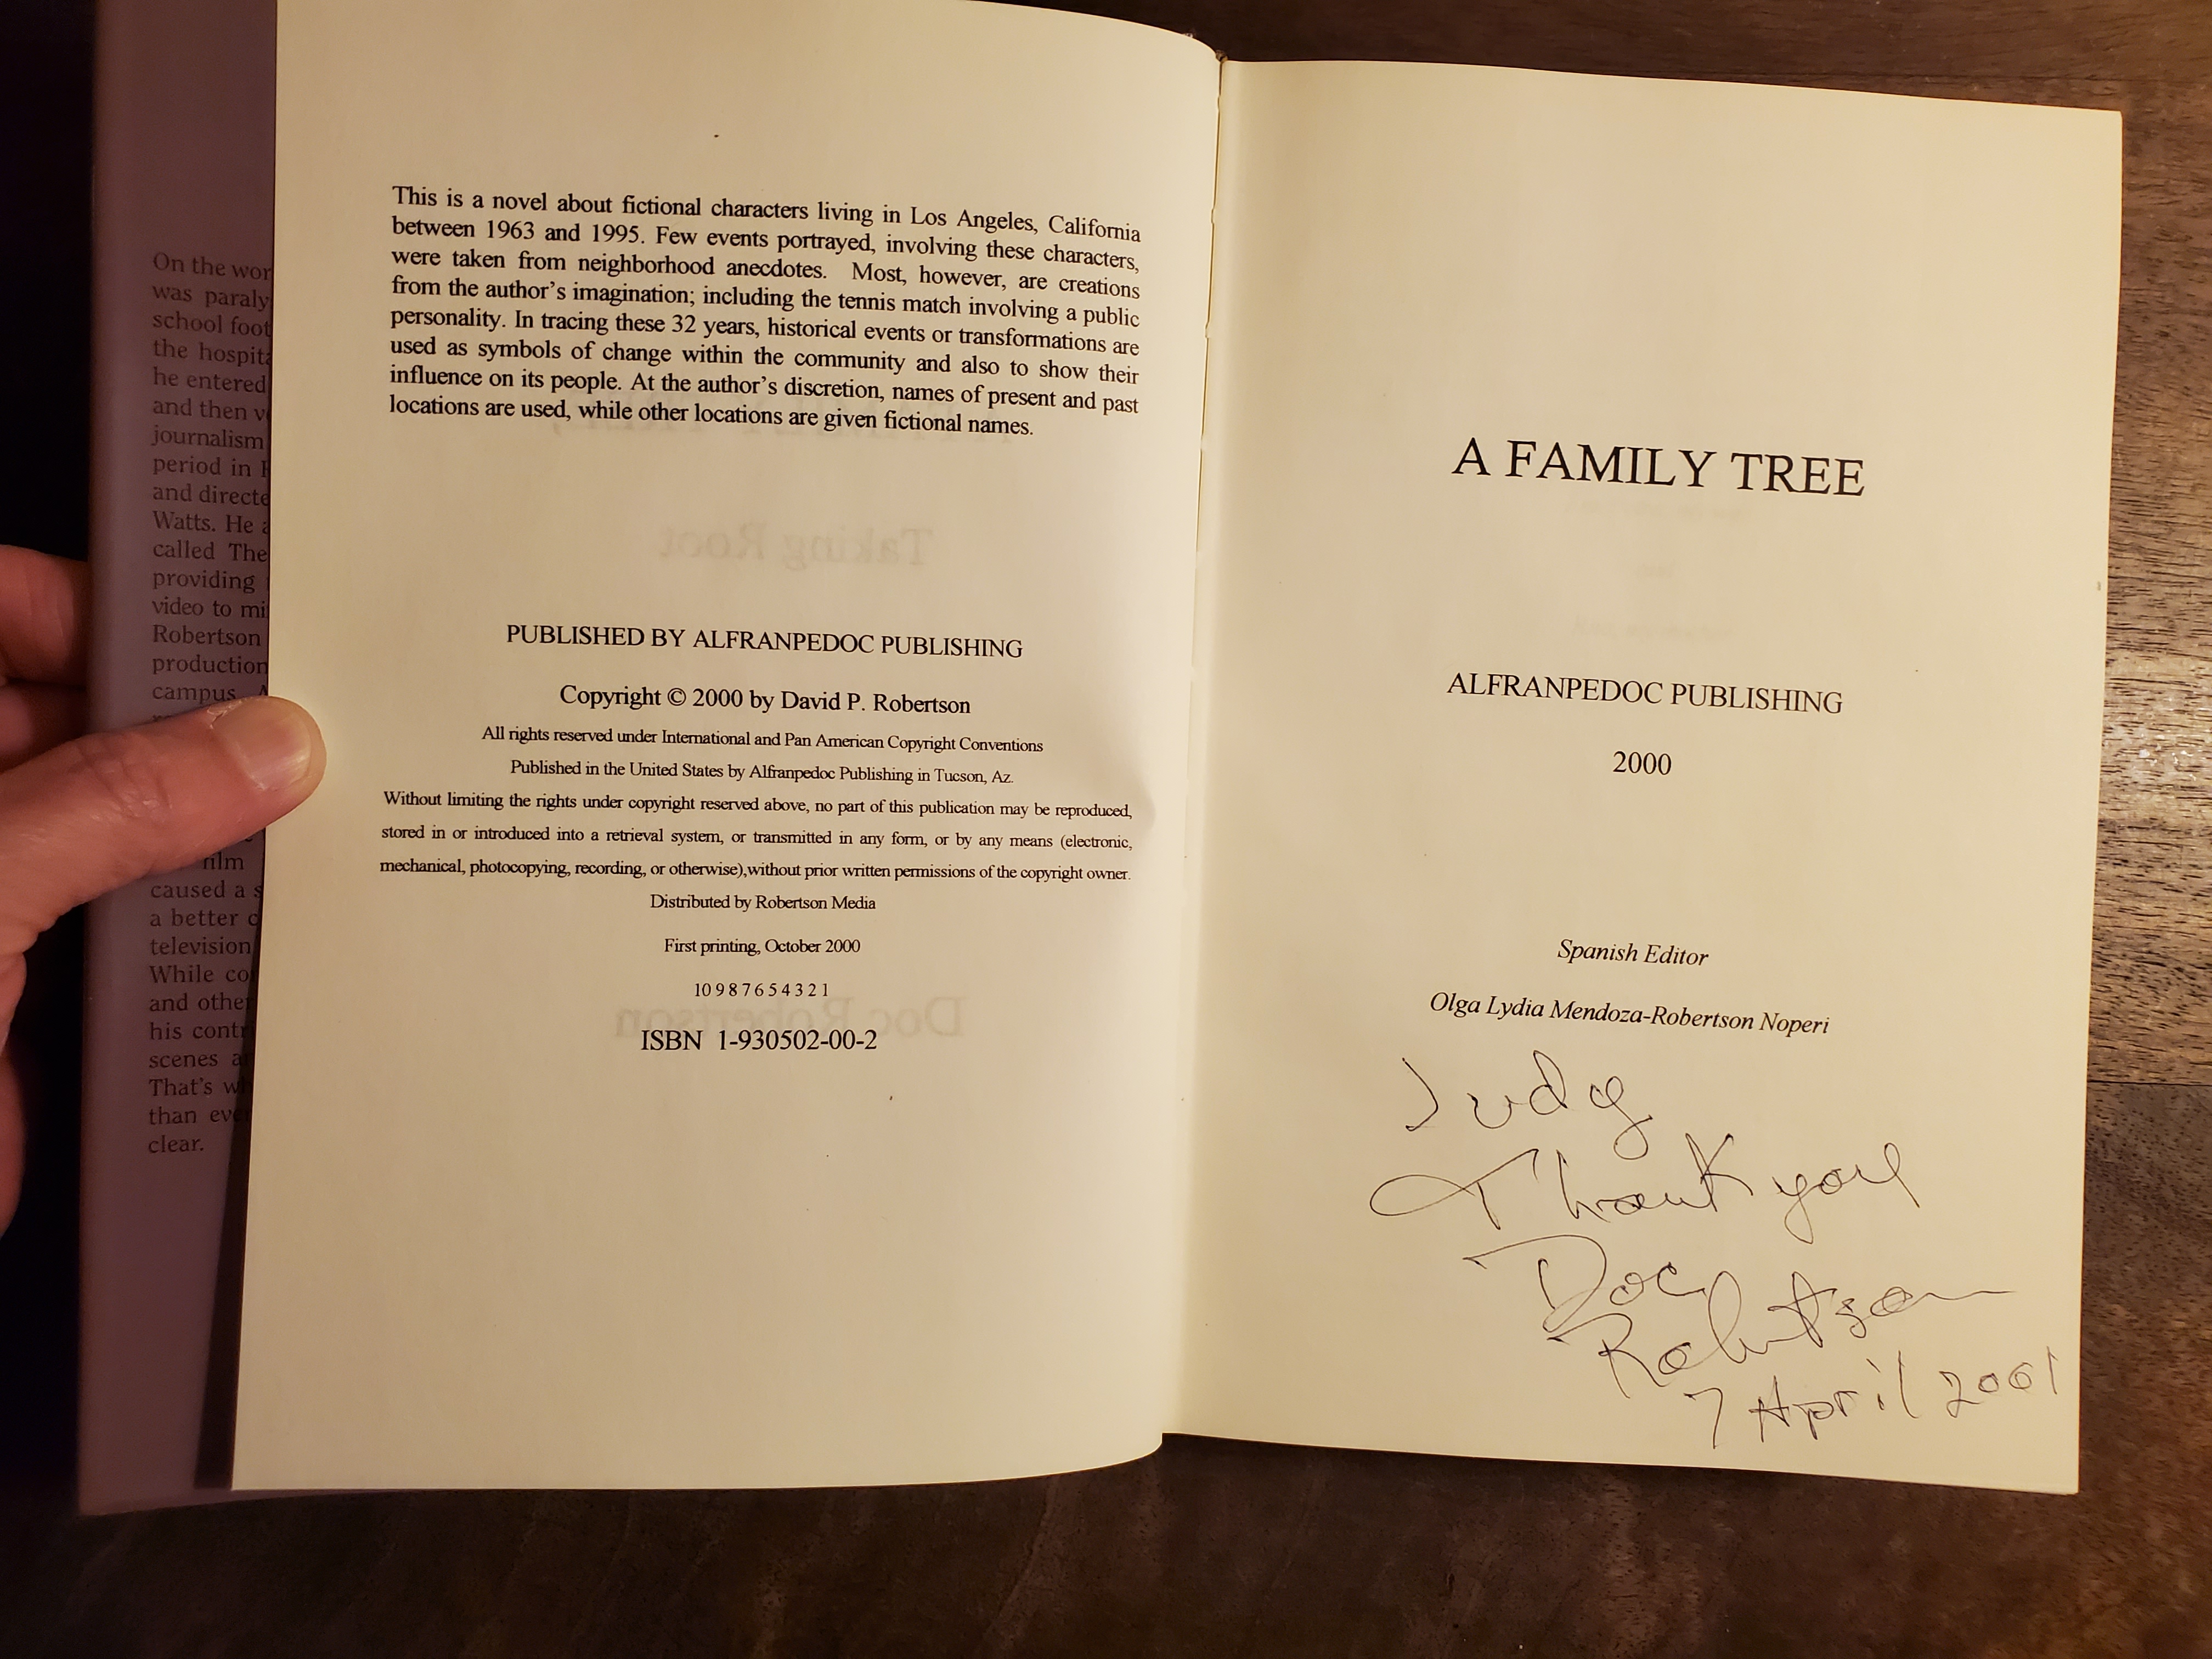 On the wor
was paraly
school foot
the hospita
he entered
and then v
journalism
period in
and directe
Watts. He a
called The
providing
video to mi
Robertson
production
campus. A
film
caused a s
a better c
television
While co
and other
his contr
scenes a
That's w
than eve
clear.
This is a novel about fictional characters living in Los Angeles, California
between 1963 and 1995. Few events portrayed, involving these characters,
were taken from neighborhood anecdotes. Most, however, are creations
from the author's imagination; including the tennis match involving a public
personality. In tracing these 32 years, historical events or transformations are
used as symbols of change within the community and also to show their
influence on its people. At the author's discretion, names of present and past
locations are used, while other locations are given fictional names.
Taking Root
PUBLISHED BY ALFRANPEDOC PUBLISHING
Copyright © 2000 by David P. Robertson
All rights reserved under International and Pan American Copyright Conventions
Published in the United States by Alfranpedoc Publishing in Tucson, Az.
Without limiting the rights under copyright reserved above, no part of this publication may be reproduced,
stored in or introduced into a retrieval system, or transmitted in any form, or by any means (electronic,
mechanical, photocopying, recording, or otherwise),without prior written permissions of the copyright owner.
Distributed by Robertson Media
First printing, October 2000
10 9 8 7 6 5 4 3 2 1
Doc Robertson
ISBN 1-930502-00-2
A FAMILY TREE
ALFRANPEDOC PUBLISHING
2000
Spanish Editor
Olga Lydia Mendoza-Robertson Noperi
Judy
Thank you
Doc
Robertson
7 April 2001